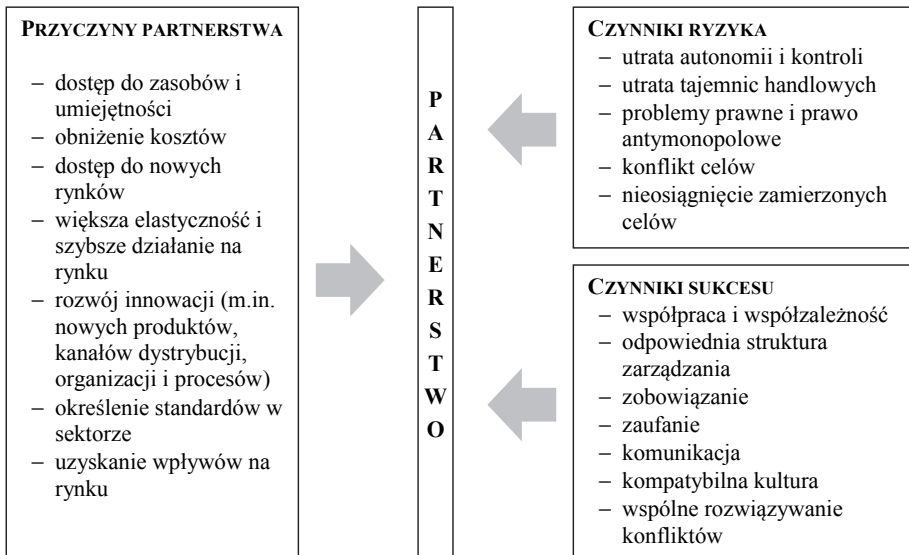 PRZYCZYNY PARTNERSTWA
– dostęp do zasobów i
umiejętności
– obniżenie kosztów
– dostęp do nowych
rynków
– większa elastyczność i
szybsze działanie na
rynku
– rozwój innowacji (m.in.
nowych produktów,
kanałów dystrybucji,
organizacji i procesów)
– określenie standardów w
sektorze
– uzyskanie wpływów na
rynku
P
A
R
T
N
E
R
S
T
W
O
CZYNNIKI RYZYKA
– utrata autonomii i kontroli
– utrata tajemnic handlowych
– problemy prawne i prawo
antymonopolowe
– konflikt celów
– nieosiągnięcie zamierzonych
celów
CZYNNIKI SUKCESU
– współpraca i współzależność
– odpowiednia struktura
zarządzania
– zobowiązanie
– zaufanie
– komunikacja
– kompatybilna kultura
– wspólne rozwiązywanie
konfliktów